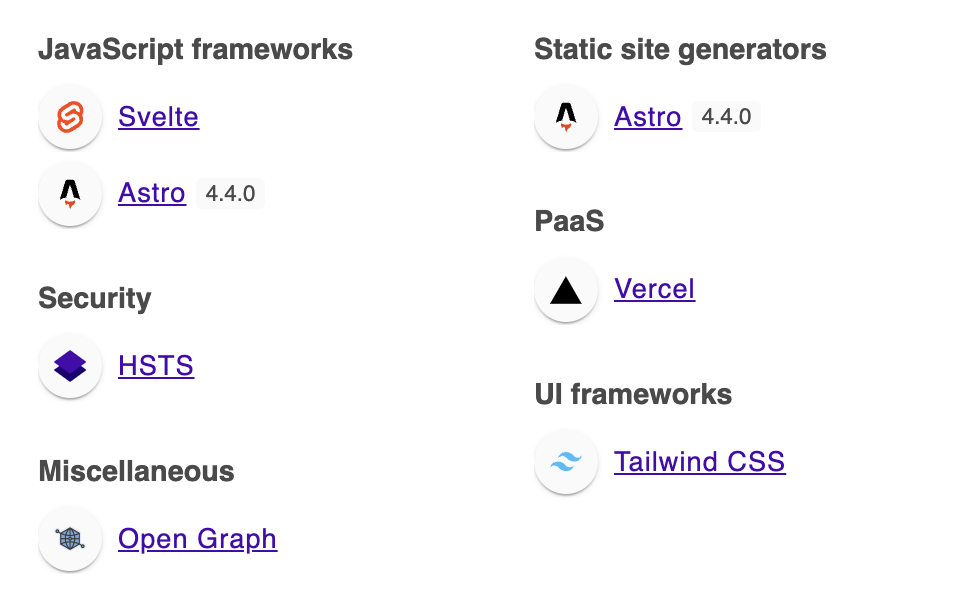 JavaScript frameworks
Svelte
Astro 4.4.0
Security
HSTS
Miscellaneous
Open Graph
Static site generators
Astro 4.4.0
PaaS
Vercel
UI frameworks
Tailwind CSS